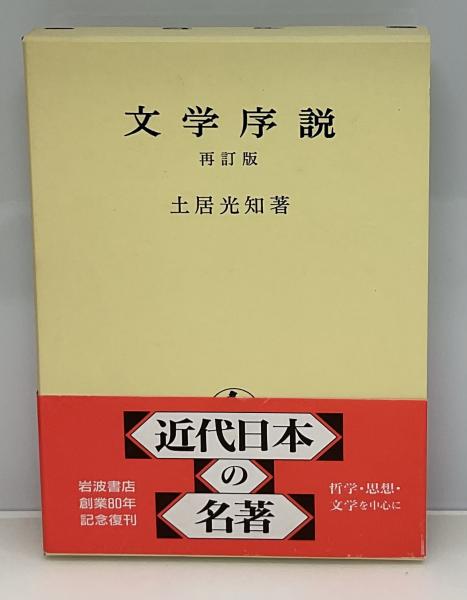 文学序説
再訂版
土居光知著
近代日本
の
名著
岩波書店
創業80年
記念復刊
哲学・思想・
文学を中心に